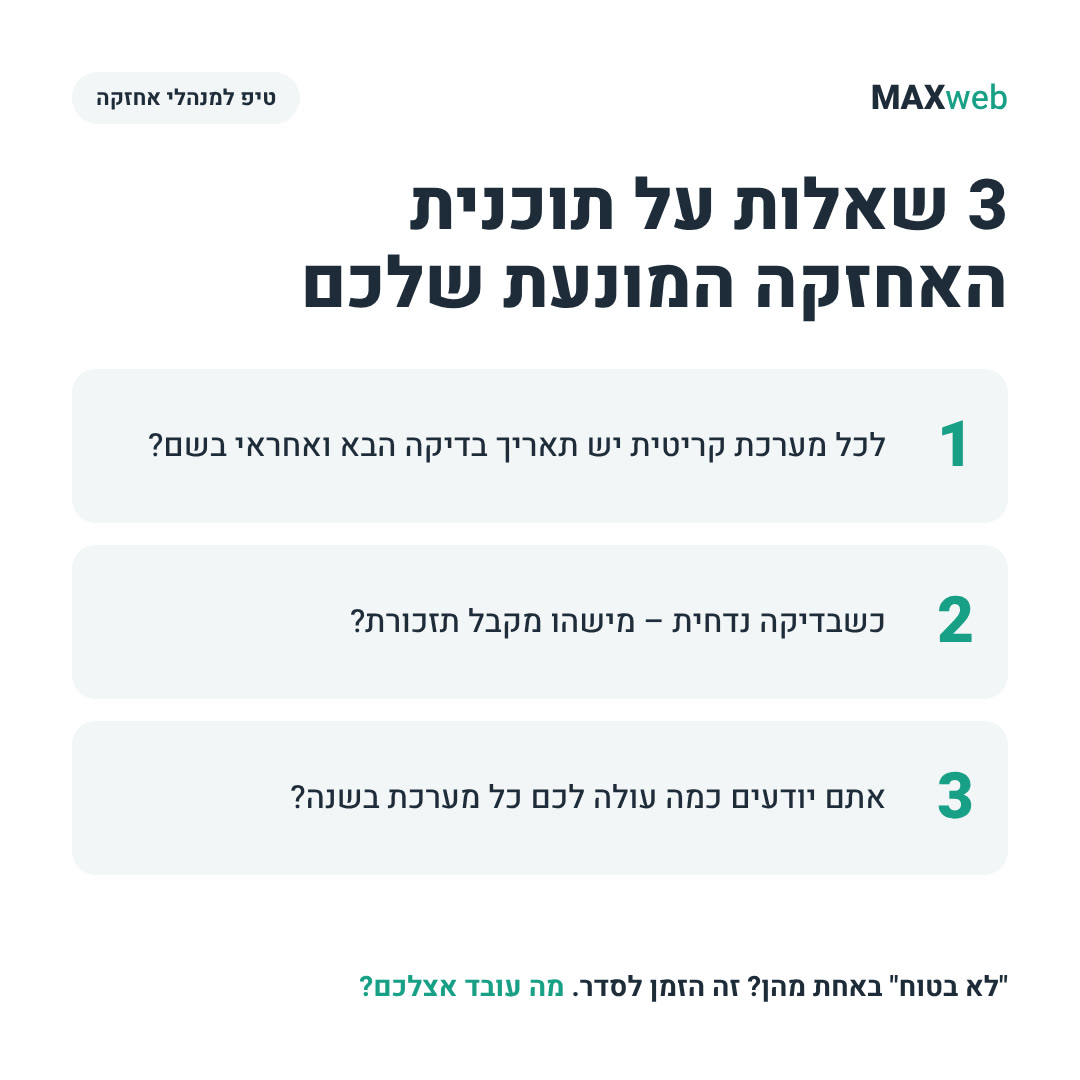 MAXweb
טיפ למנהלי אחזקה
3 שאלות על תוכנית
האחזקה המונעת שלכם
1
לכל מערכת קריטית יש תאריך בדיקה הבא ואחראי בשם?
2
כשבדיקה נדחית – מישהו מקבל תזכורת?
3
אתם יודעים כמה עולה לכם כל מערכת בשנה?
"לא בטוח" באחת מהן? זה הזמן לסדר. מה עובד אצלכם?